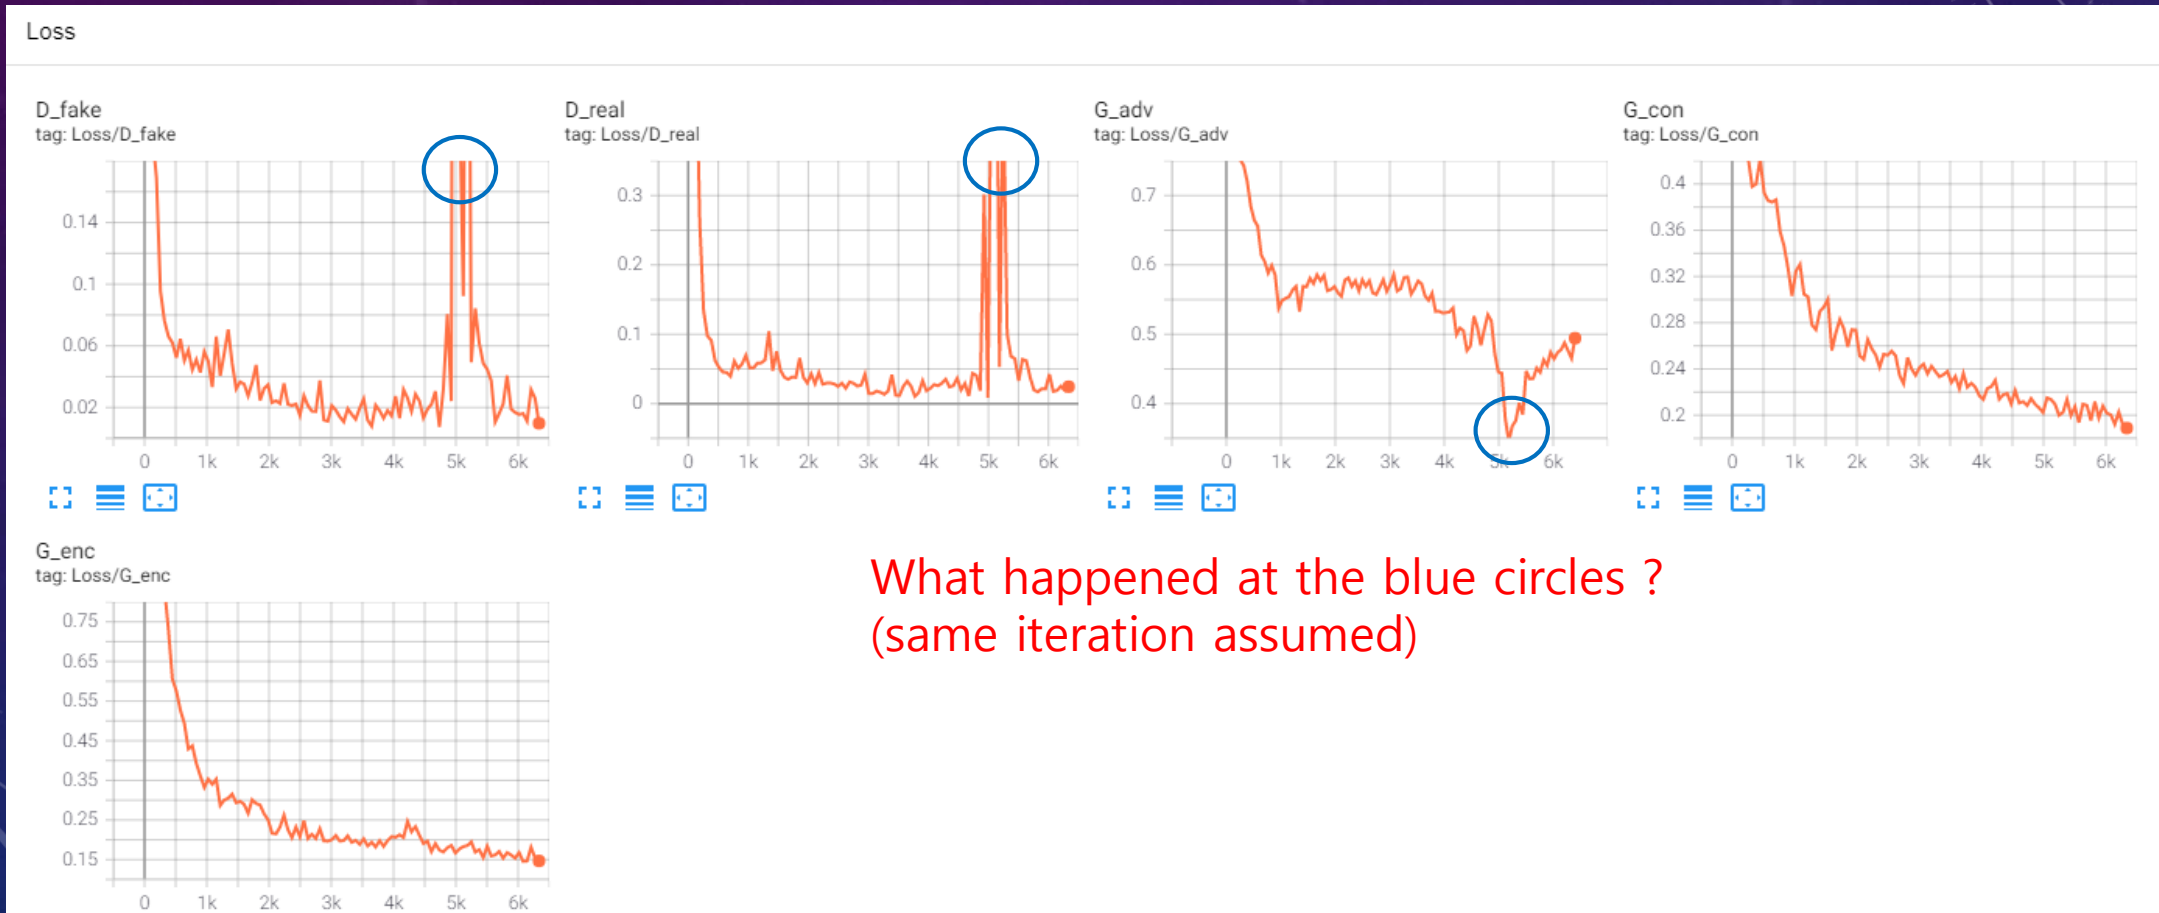 Loss
D_fake
tag: Loss/D_fake
0.14
0.1
0.06
0.02
0 1k 2k 3k 4k 5k 6k
D_real
tag: Loss/D_real
0.3
0.2
0.1
0
0 1k 2k 3k 4k 5k 6k
G_adv
tag: Loss/G_adv
0.7
0.6
0.5
0.4
0 1k 2k 3k 4k 5k 6k
G_con
tag: Loss/G_con
0.4
0.36
0.32
0.28
0.24
0.2
0 1k 2k 3k 4k 5k 6k
G_enc
tag: Loss/G_enc
0.75
0.65
0.55
0.45
0.35
0.25
0.15
0 1k 2k 3k 4k 5k 6k
What happened at the blue circles ?
(same iteration assumed)